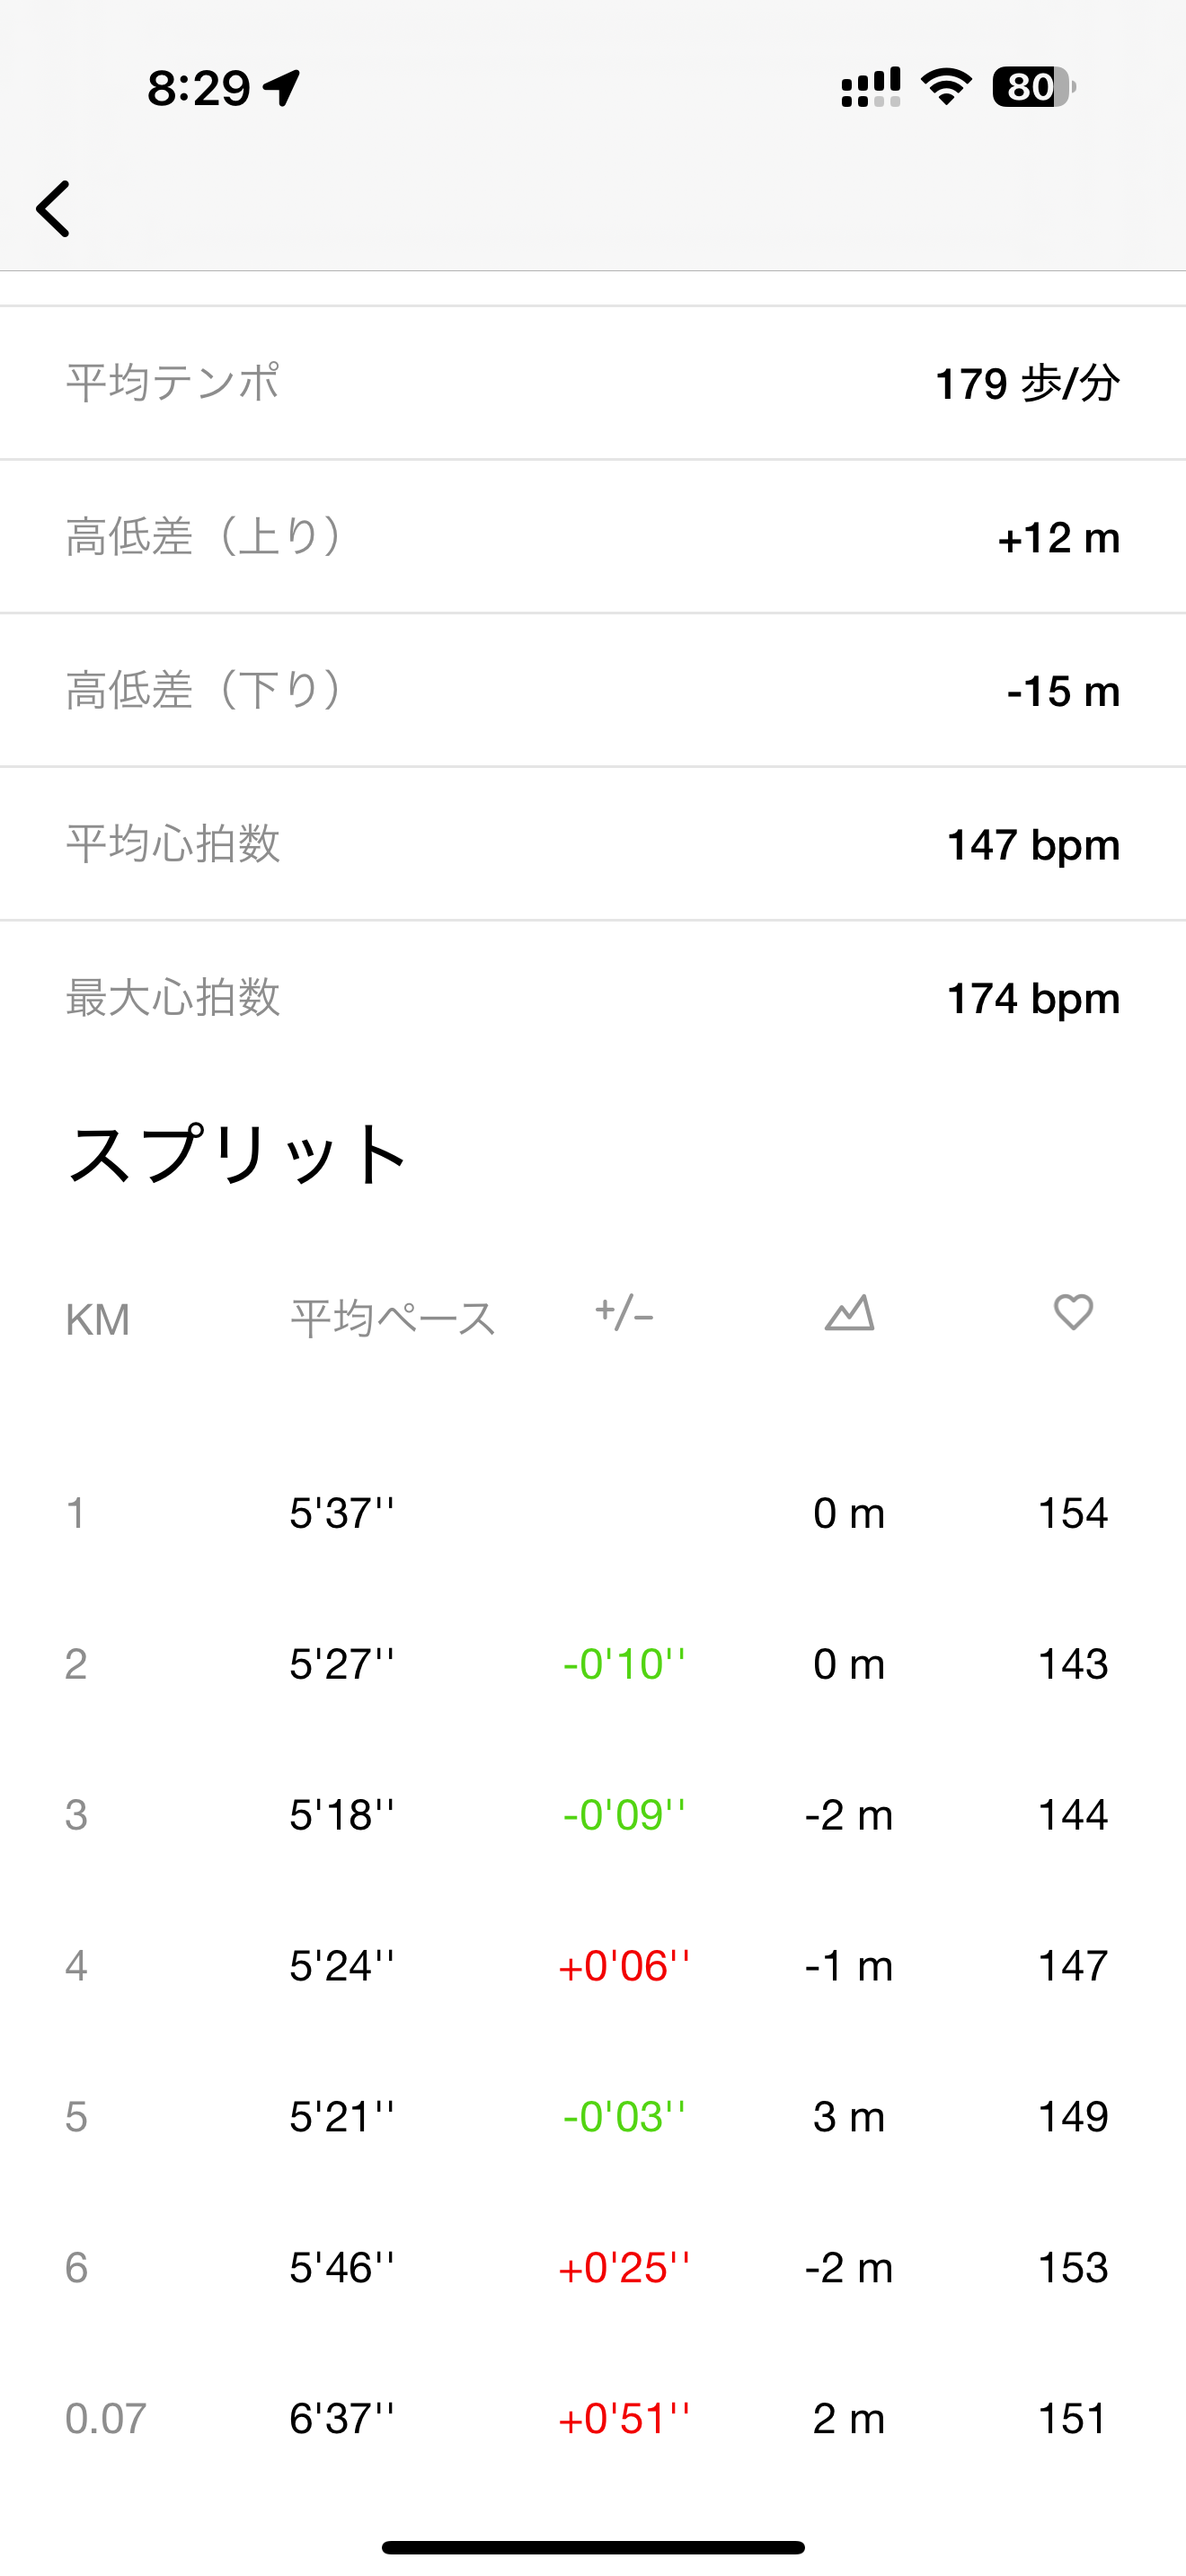 8:29 80
平均テンポ 179 歩/分
高低差（上り） +12 m
高低差（下り） -15 m
平均心拍数 147 bpm
最大心拍数 174 bpm
スプリット
KM 平均ペース +/-
1 5'37'' 0 m 154
2 5'27'' -0'10'' 0 m 143
3 5'18'' -0'09'' -2 m 144
4 5'24'' +0'06'' -1 m 147
5 5'21'' -0'03'' 3 m 149
6 5'46'' +0'25'' -2 m 153
0.07 6'37'' +0'51'' 2 m 151